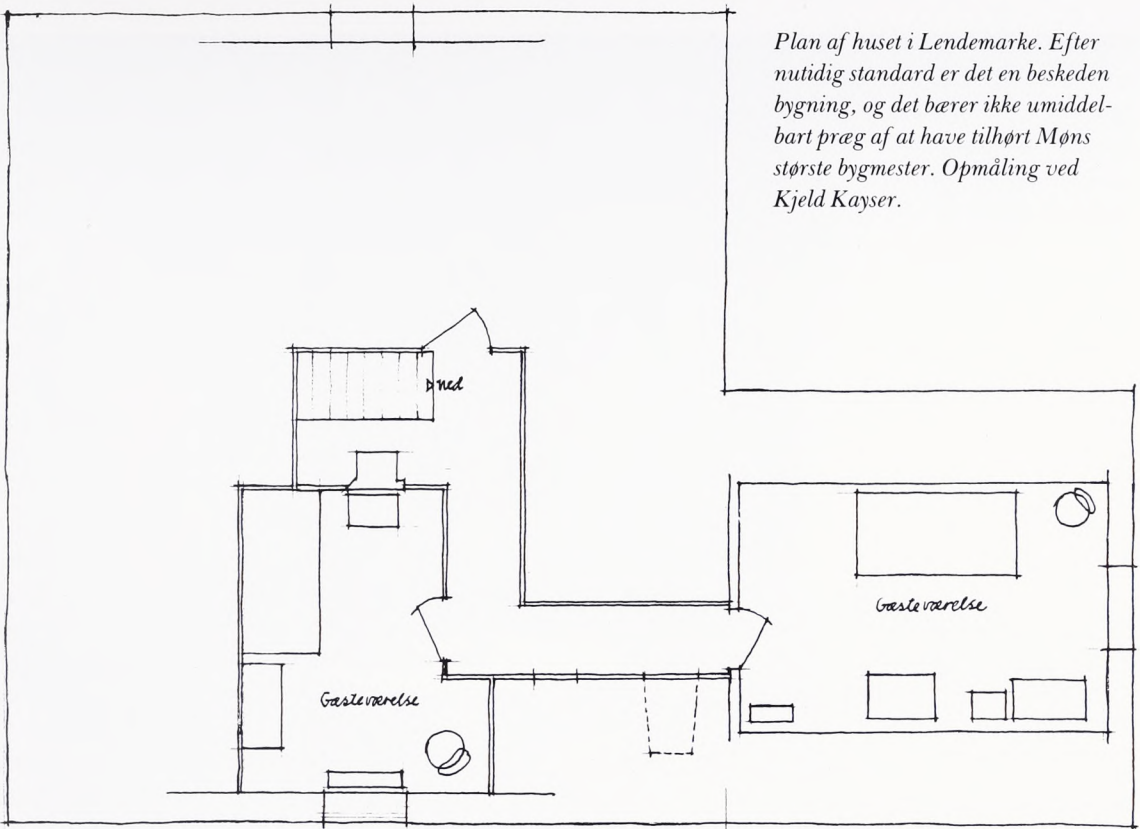 Plan af huset i Lendemarke. Efter
nutidig standard er det en beskeden
bygning, og det bærer ikke umiddel-
bart præg af at have tilhørt Møns
største bygmester. Opmåling ved
Kjeld Kayser.
ned
Gæsteværelse
Gæsteværelse